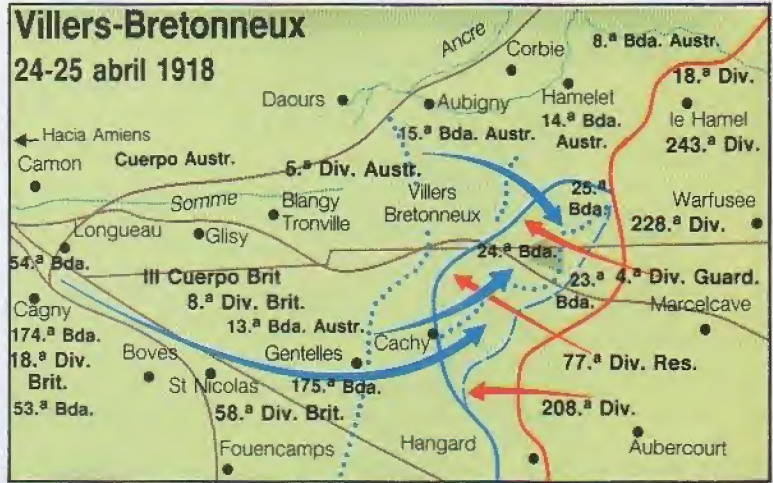 Villers-Bretonneux
24-25 abril 1918
Ancre
Corbie
8.ª Bda. Austr.
18.ª Div.
Daours
Aubigny
Hamelet
le Hamel
15.ª Bda. Austr.
14.ª Bda.
Austr.
243.ª Div.
Hacia Amiens
Camon
Cuerpo Austr.
5.ª Div. Austr.
Somme
Blangy
Tronville
Villers
Bretonneux
25.ª
Bda.
Warfusee
228.ª Div.
Longueau
Glisy
54.ª Bda.
24.ª Bda.
III Cuerpo Brit
8.ª Div. Brit.
23.ª
Bda.
4.ª Div. Guard.
Marcelcave
Cagny
174.ª Bda.
18.ª Div.
Brit.
53.ª Bda.
13.ª Bda. Austr.
Cachy
Boves
Gentelles
77.ª Div. Res.
St Nicolas
175.ª Bda.
58.ª Div. Brit.
208.ª Div.
Fouencamps
Hangard
Aubercourt